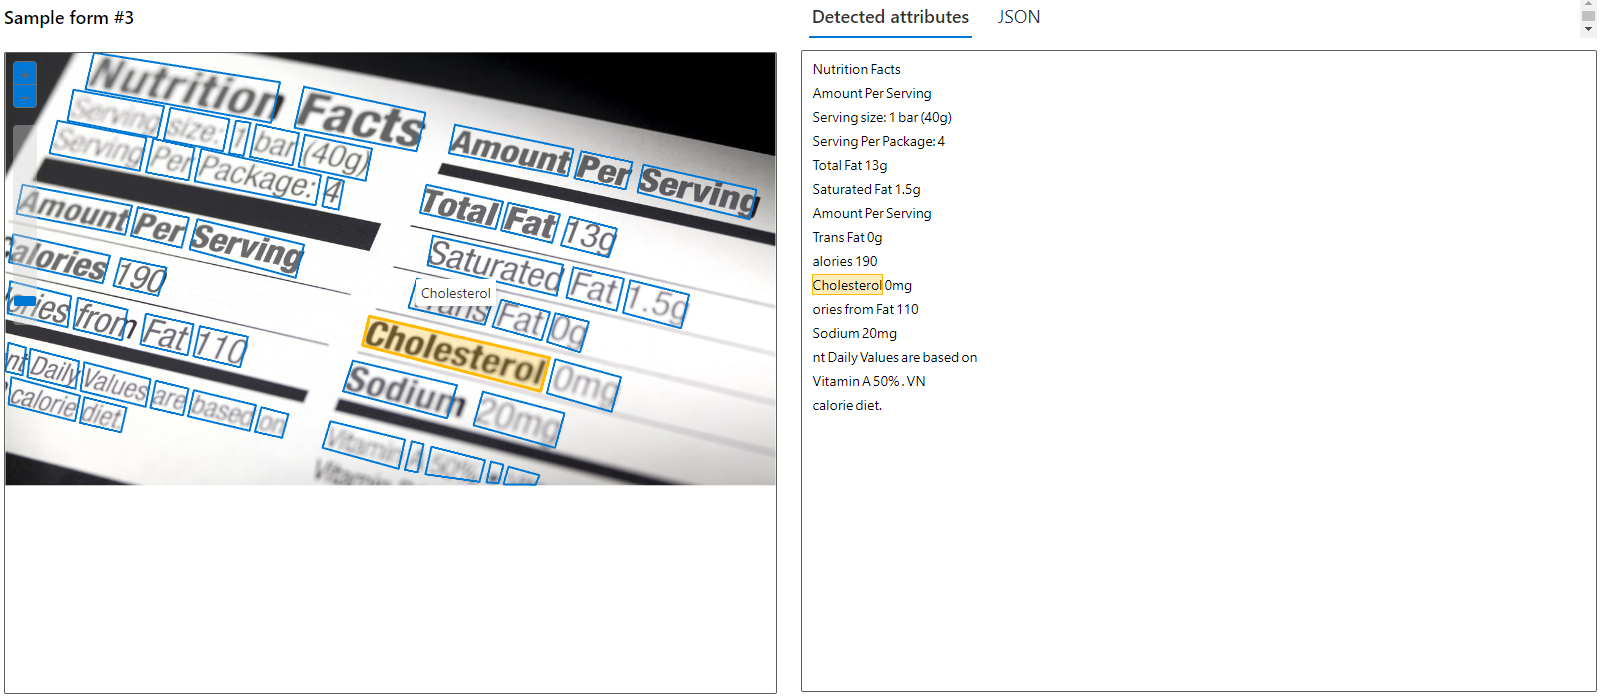 Sample form #3
Nutrition Facts
Serving size: 1 bar (40g)
Serving Per Package: 4
Amount Per Serving
alories 190
ories from Fat 110
nt Daily Values are based on
calorie diet.
Amount Per Serving
Total Fat 13g
Saturated Fat 1.5g
Cholesterol
Trans Fat 0g
Cholesterol 0mg
Sodium 20mg
Vitamin A 50%
Detected attributes JSON
Nutrition Facts
Amount Per Serving
Serving size: 1 bar (40g)
Serving Per Package: 4
Total Fat 13g
Saturated Fat 1.5g
Amount Per Serving
Trans Fat 0g
alories 190
Cholesterol 0mg
ories from Fat 110
Sodium 20mg
nt Daily Values are based on
Vitamin A 50% . VN
calorie diet.